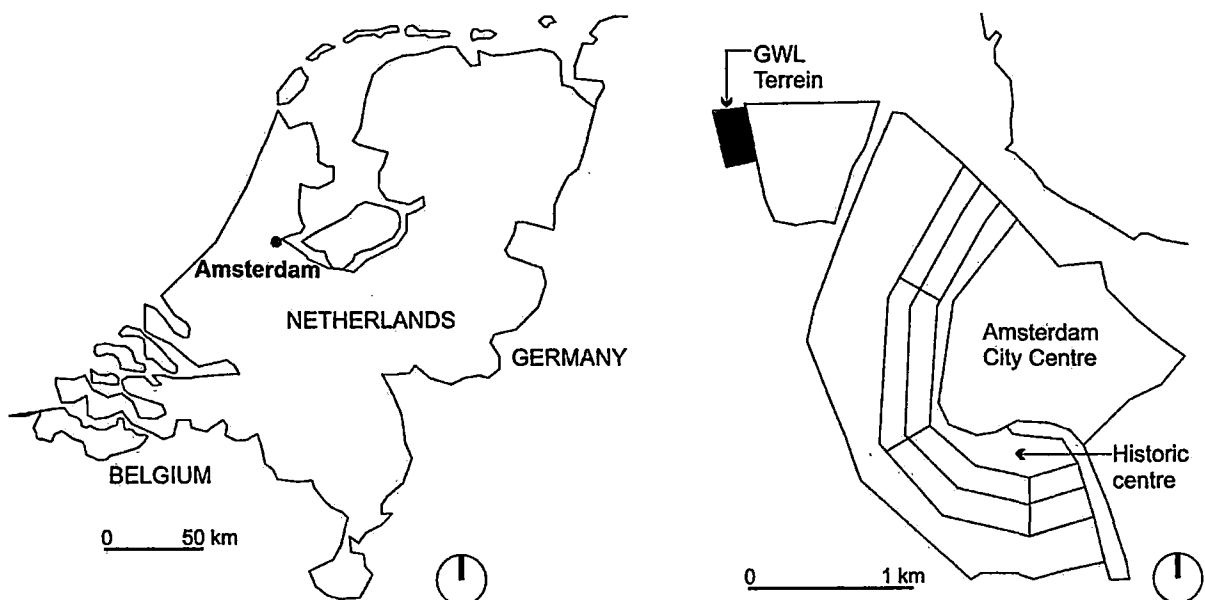 Amsterdam
NETHERLANDS
GERMANY
BELGIUM
0 50 km
GWL
Terrein
Amsterdam
City Centre
Historic
centre
0 1 km